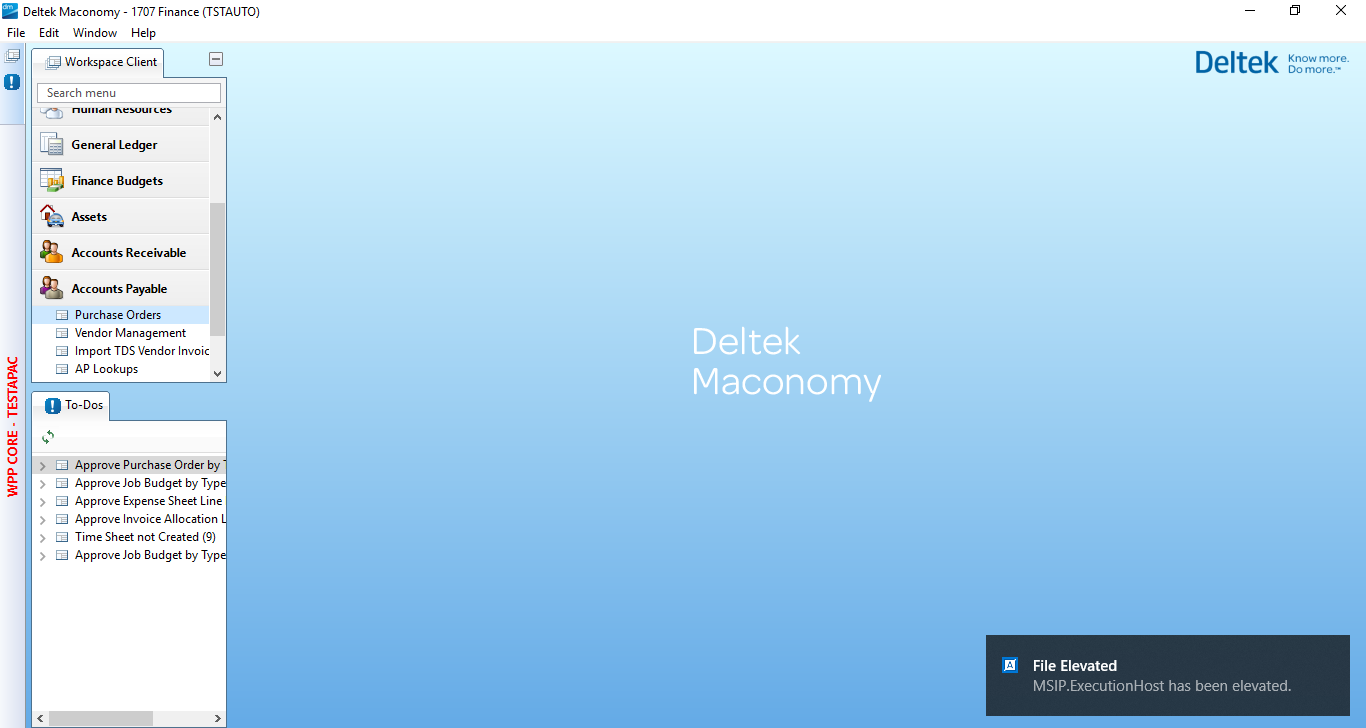 dm Deltek Maconomy - 1707 Finance (TSTAUTO)
File Edit Window Help
Workspace Client
Search menu
Human Resources
General Ledger
Finance Budgets
Assets
Accounts Receivable
Accounts Payable
Purchase Orders
Vendor Management
Import TDS Vendor Invoic
AP Lookups
WPP CORE - TESTAPAC
To-Dos
Approve Purchase Order by T
Approve Job Budget by Type
Approve Expense Sheet Line
Approve Invoice Allocation L
Time Sheet not Created (9)
Approve Job Budget by Type
Deltek Know more.
Do more.™
Deltek
Maconomy
A File Elevated
MSIP.ExecutionHost has been elevated.